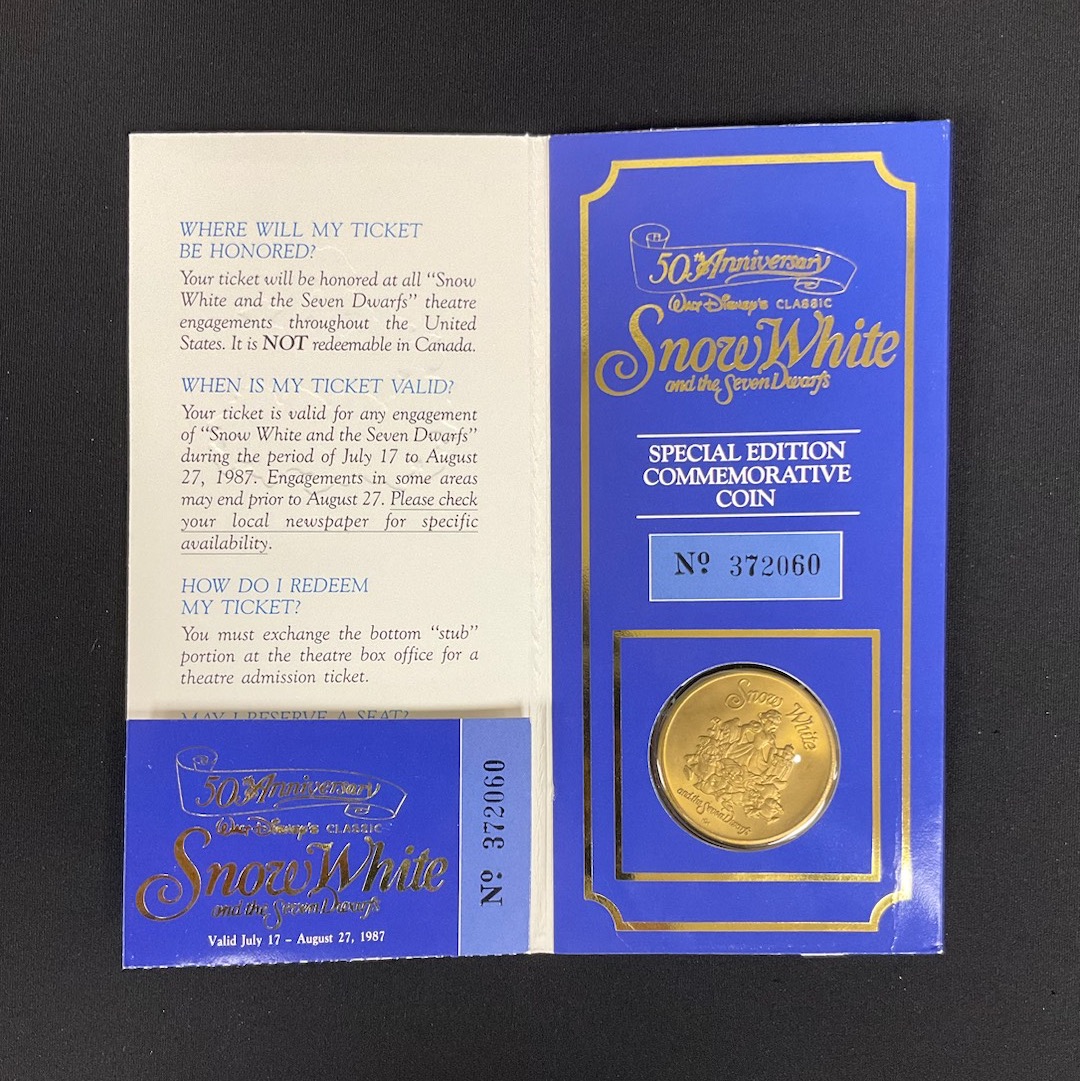 WHERE WILL MY TICKET
BE HONORED?
Your ticket will be honored at all “Snow
White and the Seven Dwarfs” theatre
engagements throughout the United
States. It is NOT redeemable in Canada.
WHEN IS MY TICKET VALID?
Your ticket is valid for any engagement
of “Snow White and the Seven Dwarfs”
during the period of July 17 to August
27, 1987. Engagements in some areas
may end prior to August 27. Please check
your local newspaper for specific
availability.
HOW DO I REDEEM
MY TICKET?
You must exchange the bottom “stub”
portion at the theatre box office for a
theatre admission ticket.
MAY I RESERVE A SEAT?
50th Anniversary
Walt Disney's CLASSIC
Snow White
and the Seven Dwarfs
Valid July 17 – August 27, 1987
Nº 372060
50th Anniversary
Walt Disney's CLASSIC
Snow White
and the Seven Dwarfs
SPECIAL EDITION
COMMEMORATIVE
COIN
Nº 372060
Snow White
and the Seven Dwarfs